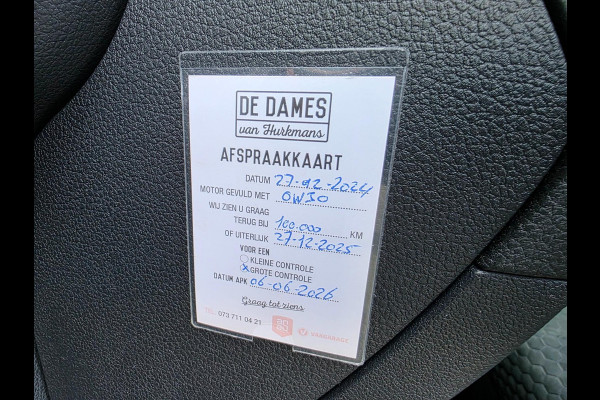 DE DAMES
van Hurkmans
AFSPRAAKKAART
DATUM 27-12-2024
MOTOR GEVULD MET 0W30
WIJ ZIEN U GRAAG
TERUG BIJ 100.000 KM
OF UITERLIJK 27-12-2025
VOOR EEN
KLEINE CONTROLE
X GROTE CONTROLE
DATUM APK 06-06-2026
Graag tot ziens
TEL. 073 711 04 21
VAKGARAGE